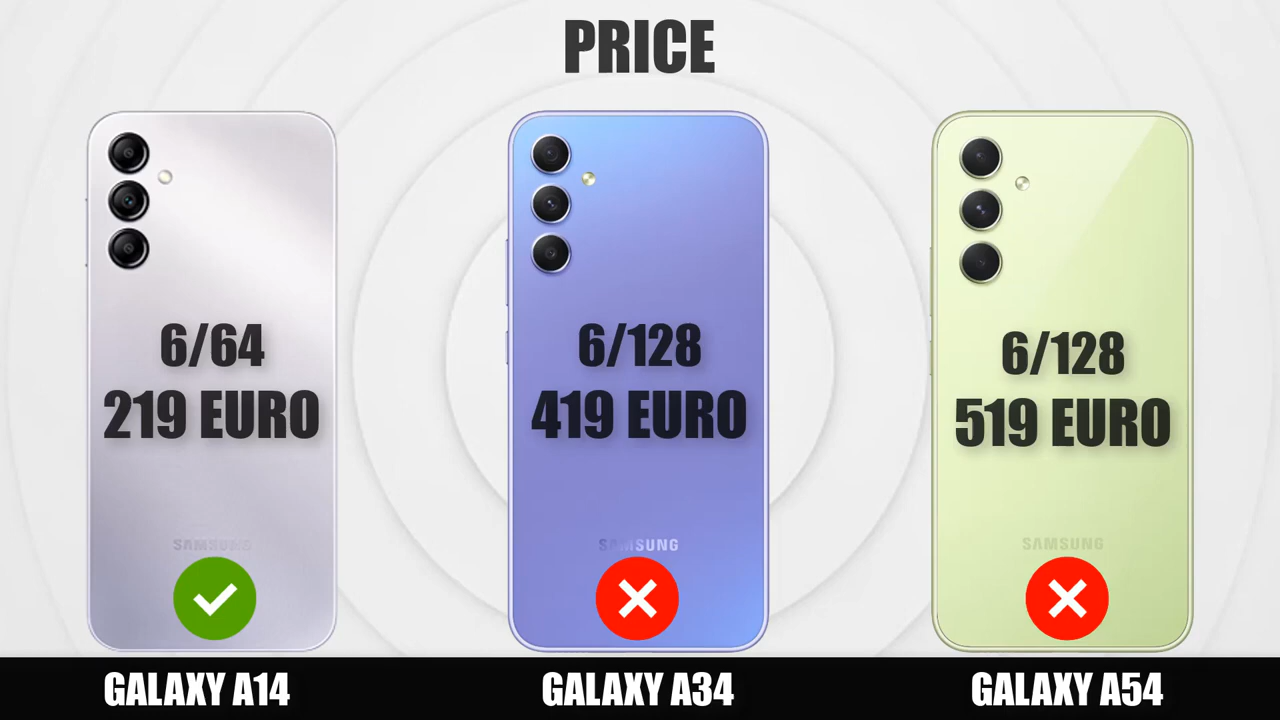 PRICE
6/64
219 EURO
SAMSUNG
GALAXY A14
6/128
419 EURO
SAMSUNG
GALAXY A34
6/128
519 EURO
SAMSUNG
GALAXY A54